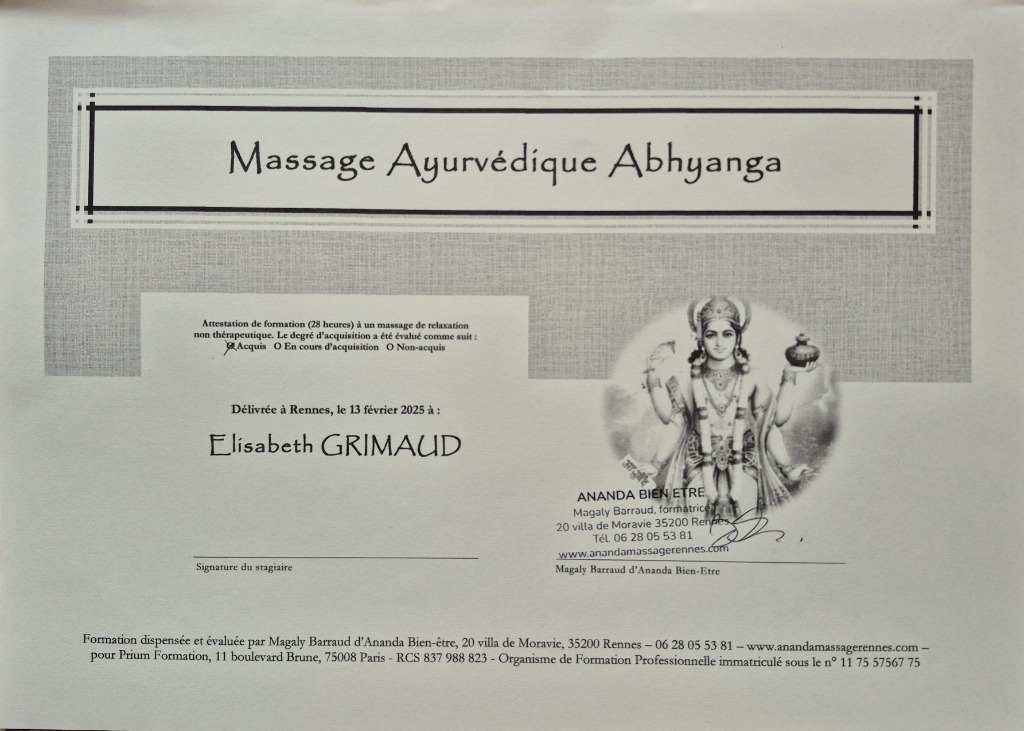 Massage Ayurvédique Abhyanga
Attestation de formation (28 heures) à un massage de relaxation
non thérapeutique. Le degré d'acquisition a été évalué comme suit :
O Acquis O En cours d'acquisition O Non-acquis
Délivrée à Rennes, le 13 février 2025 à :
Elisabeth GRIMAUD
Signature du stagiaire
ANANDA BIEN ETRE
Magaly Barraud, formatrice
20 villa de Moravie 35200 Rennes
Tél. 06 28 05 53 81
www.anandamassagerennes.com
Magaly Barraud d'Ananda Bien-Etre
Formation dispensée et évaluée par Magaly Barraud d'Ananda Bien-être, 20 villa de Moravie, 35200 Rennes – 06 28 05 53 81 – www.anandamassagerennes.com –
pour Prium Formation, 11 boulevard Brune, 75008 Paris - RCS 837 988 823 - Organisme de Formation Professionnelle immatriculé sous le n° 11 75 57567 75